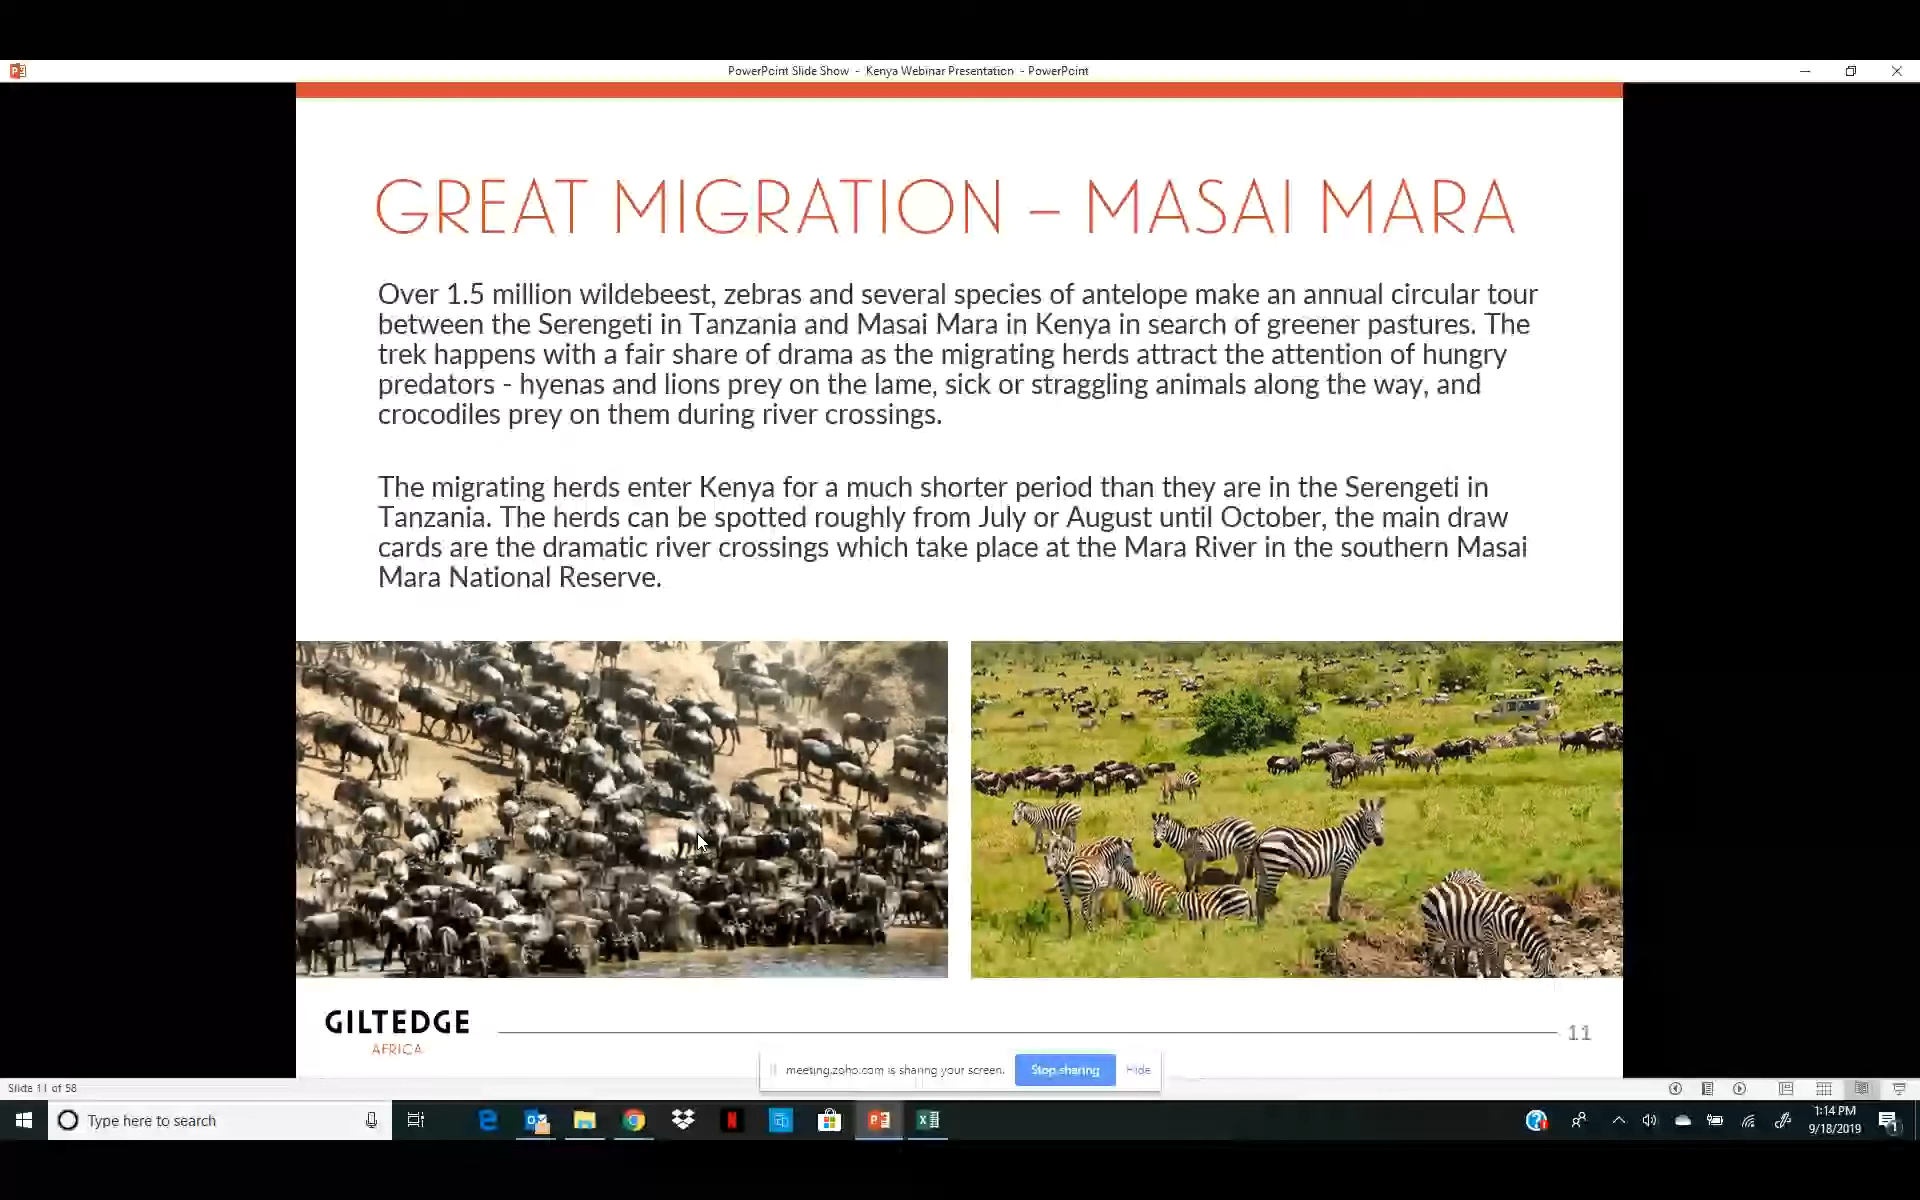 PowerPoint Slide Show - Kenya Webinar Presentation - PowerPoint
GREAT MIGRATION – MASAI MARA
Over 1.5 million wildebeest, zebras and several species of antelope make an annual circular tour
between the Serengeti in Tanzania and Masai Mara in Kenya in search of greener pastures. The
trek happens with a fair share of drama as the migrating herds attract the attention of hungry
predators - hyenas and lions prey on the lame, sick or straggling animals along the way, and
crocodiles prey on them during river crossings.
The migrating herds enter Kenya for a much shorter period than they are in the Serengeti in
Tanzania. The herds can be spotted roughly from July or August until October, the main draw
cards are the dramatic river crossings which take place at the Mara River in the southern Masai
Mara National Reserve.
GILTEDGE
AFRICA
11
meeting.zoho.com is sharing your screen.
Stop sharing
Hide
Slide 11 of 58
Type here to search
1:14 PM
9/18/2019